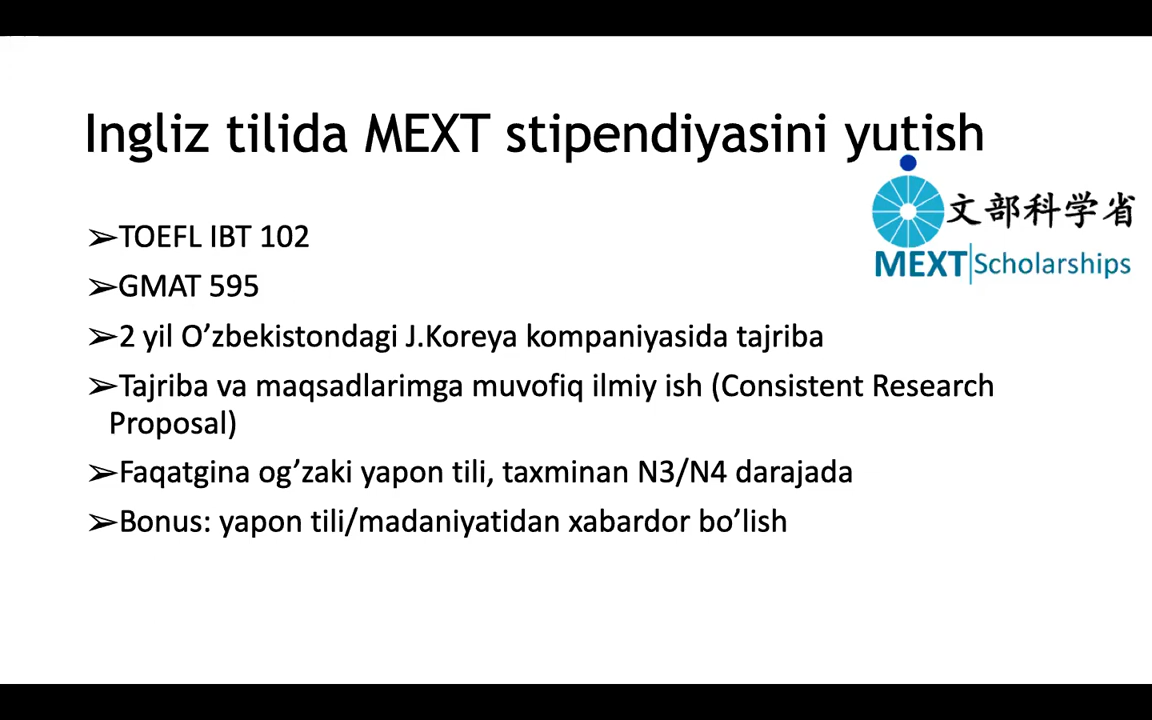 Ingliz tilida MEXT stipendiyasini yutish
文部科学省
MEXT Scholarships
➢TOEFL IBT 102
➢GMAT 595
➢2 yil O’zbekistondagi J.Koreya kompaniyasida tajriba
➢Tajriba va maqsadlarimga muvofiq ilmiy ish (Consistent Research
Proposal)
➢Faqatgina og’zaki yapon tili, taxminan N3/N4 darajada
➢Bonus: yapon tili/madaniyatidan xabardor bo’lish